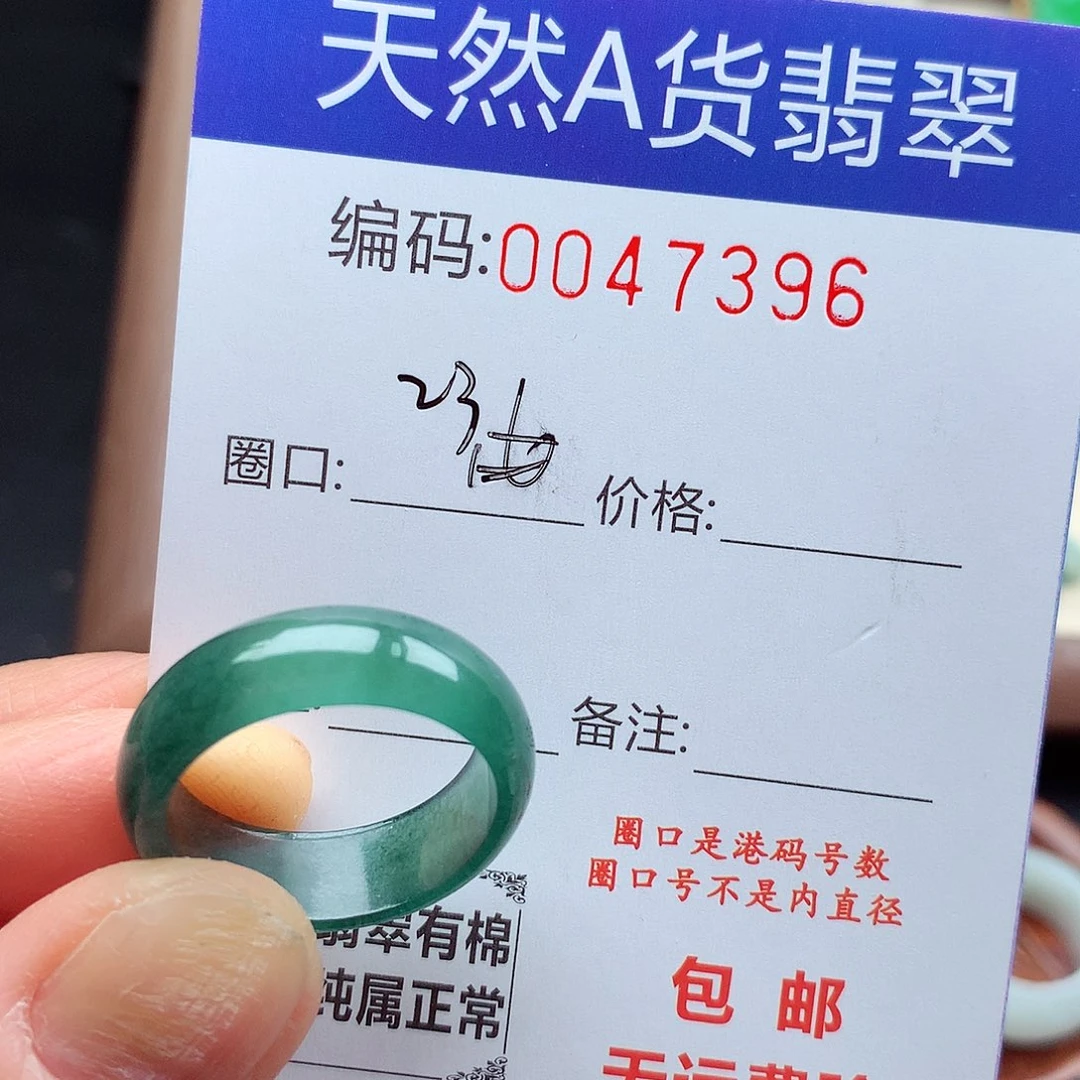 天然A货翡翠
编码:0047396
圈口: 23 价格:
备注:
圈口是港码号数
圈口号不是内直径
翡翠有棉
纯属正常
包邮